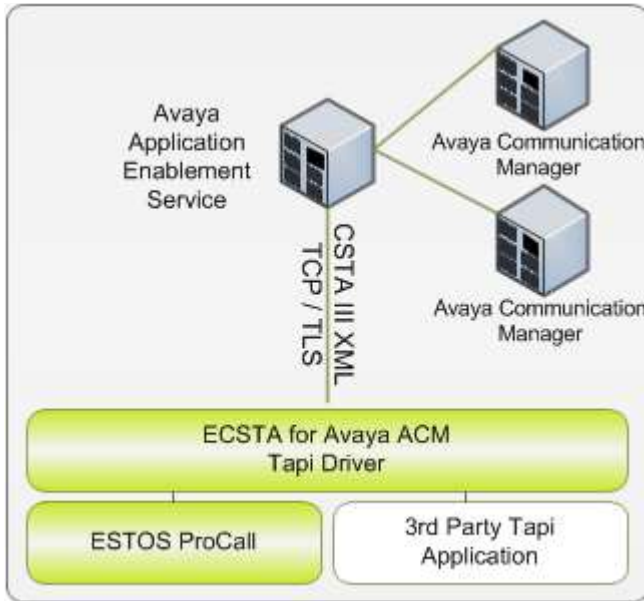 Avaya
Application
Enablement
Service
Avaya Communication
Manager
Avaya Communication
Manager
CSTA III XML
TCP / TLS
ECSTA for Avaya ACM
Tapi Driver
ESTOS ProCall
3rd Party Tapi
Application